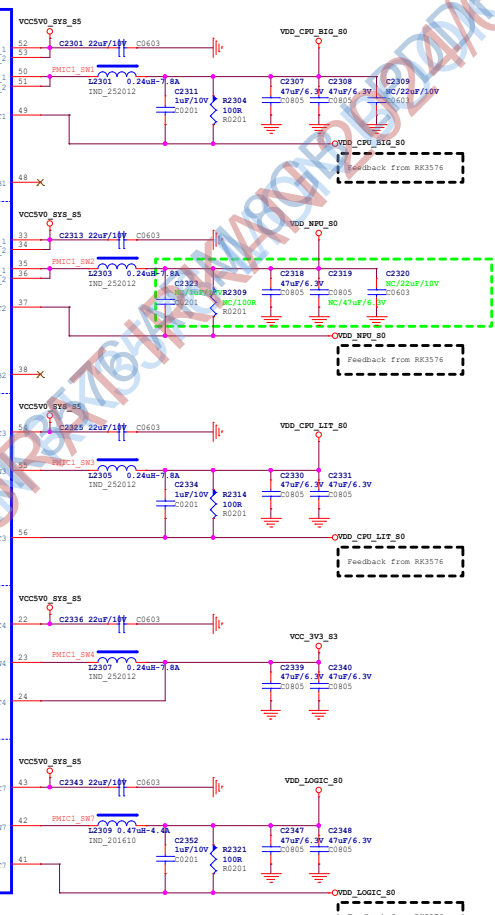 VCC5V0_SYS_S5
VDD_CPU_BIG_S0
52
53
C2301 22uF/10V C0603
50
51
PMIC1_SW1
L2301 0.24uH-7.8A
IND_252012
C2311
1uF/10V
C0201
R2304
100R
R0201
C2307
47uF/6.3V
C0805
C2308
47uF/6.3V
C0805
C2309
NC/22uF/10V
C0603
49
VDD_CPU_BIG_S0
Feedback from RK3576
48
VCC5V0_SYS_S5
VDD_NPU_S0
33
34
C2313 22uF/10V C0603
35
36
PMIC1_SW2
L2303 0.24uH-7.8A
IND_252012
C2323
C0201
R2309
NC/100R
R0201
C2318
47uF/6.3V
C0805
C2319
C0805
NC/47uF/6.3V
C2320
NC/22uF/10V
C0603
37
VDD_NPU_S0
Feedback from RK3576
38
VCC5V0_SYS_S5
VDD_CPU_LIT_S0
54
C2325 22uF/10V C0603
55
PMIC1_SW3
L2305 0.24uH-7.8A
IND_252012
C2334
1uF/10V
C0201
R2314
100R
R0201
C2330
47uF/6.3V
C0805
C2331
47uF/6.3V
C0805
56
VDD_CPU_LIT_S0
Feedback from RK3576
VCC5V0_SYS_S5
22
C2336 22uF/10V C0603
VCC_3V3_S3
23
PMIC1_SW4
L2307 0.24uH-7.8A
IND_252012
C2339
47uF/6.3V
C0805
C2340
47uF/6.3V
C0805
24
VCC5V0_SYS_S5
43
C2343 22uF/10V C0603
VDD_LOGIC_S0
42
PMIC1_SW7
L2309 0.47uH-4.4A
IND_201610
C2352
1uF/10V
C0201
R2321
100R
R0201
C2347
47uF/6.3V
C0805
C2348
47uF/6.3V
C0805
41
VDD_LOGIC_S0